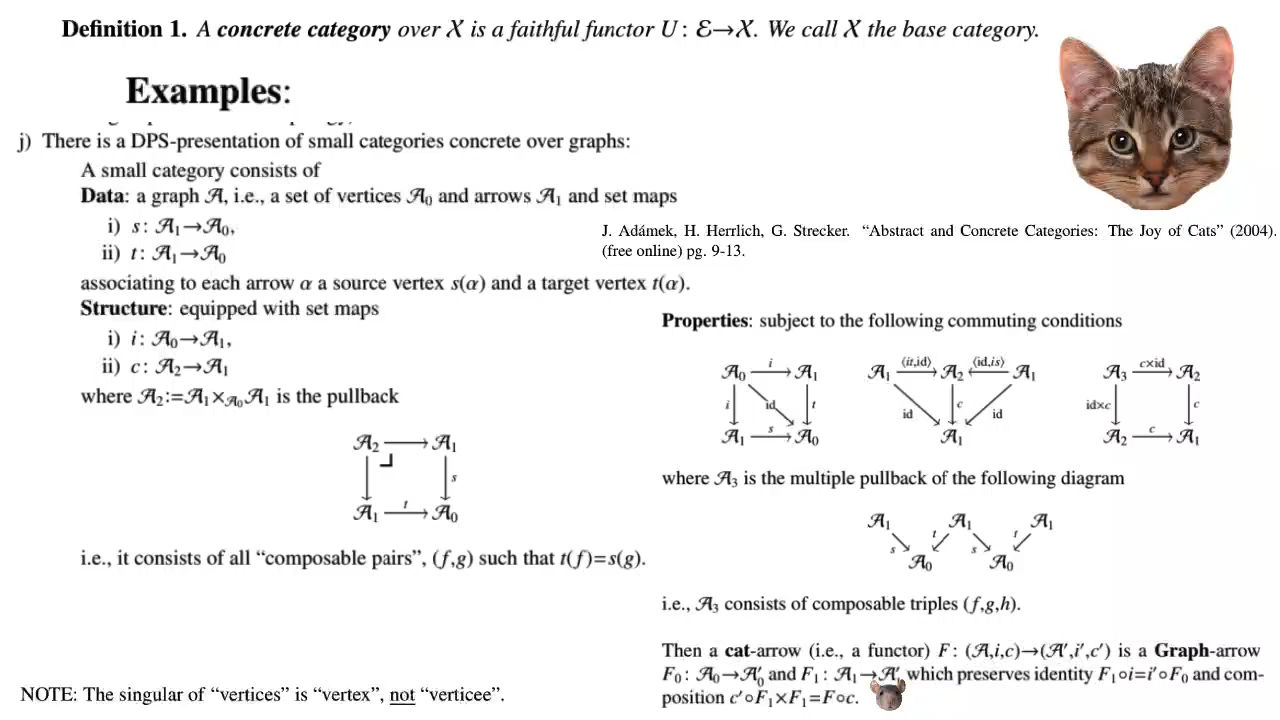 Definition 1. A concrete category over X is a faithful functor U: ℰ→X. We call X the base category.
Examples:
j) There is a DPS-presentation of small categories concrete over graphs:
A small category consists of
Data: a graph 𝒜, i.e., a set of vertices 𝒜₀ and arrows 𝒜₁ and set maps
i) s: 𝒜₁→𝒜₀,
ii) t: 𝒜₁→𝒜₀
associating to each arrow α a source vertex s(α) and a target vertex t(α).
Structure: equipped with set maps
i) i: 𝒜₀→𝒜₁,
ii) c: 𝒜₂→𝒜₁
where 𝒜₂:=𝒜₁×𝒜₀𝒜₁ is the pullback
𝒜₂ 𝒜₁
s
𝒜₁ t 𝒜₀
i.e., it consists of all “composable pairs”, (f,g) such that t(f)=s(g).
NOTE: The singular of “vertices” is “vertex”, not “verticee”.
J. Adámek, H. Herrlich, G. Strecker. “Abstract and Concrete Categories: The Joy of Cats” (2004).
(free online) pg. 9-13.
Properties: subject to the following commuting conditions
𝒜₀ i 𝒜₁ 𝒜₁ ⟨it,id⟩ 𝒜₂ ⟨id,is⟩ 𝒜₁ 𝒜₃ c×id 𝒜₂
i id t id c id id×c c
𝒜₁ s 𝒜₀ 𝒜₁ 𝒜₂ c 𝒜₁
where 𝒜₃ is the multiple pullback of the following diagram
𝒜₁ 𝒜₁ 𝒜₁
s t s t
𝒜₀ 𝒜₀
i.e., 𝒜₃ consists of composable triples (f,g,h).
Then a cat-arrow (i.e., a functor) F: (𝒜,i,c)→(𝒜′,i′,c′) is a Graph-arrow
F₀: 𝒜₀→𝒜′₀ and F₁: 𝒜₁→𝒜′, which preserves identity F₁∘i=i′∘F₀ and com-
position c′∘F₁×F₁=F∘c.